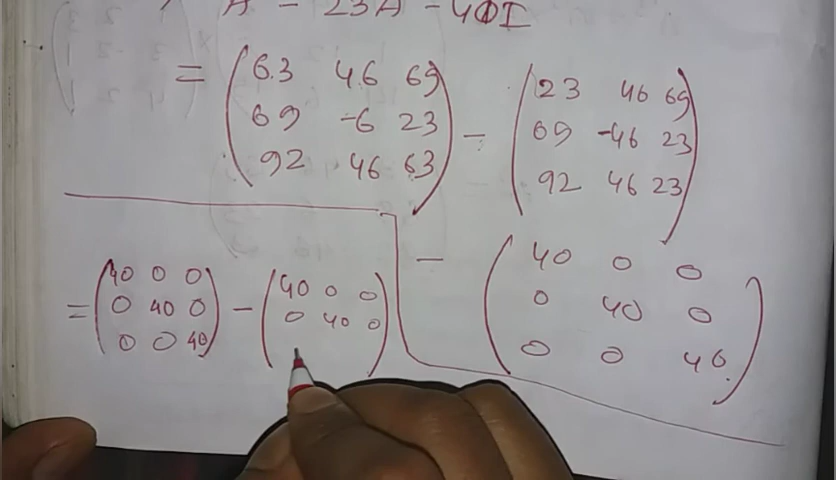 A - 23A - 40I
= ( 63 46 69
69 -6 23
92 46 63 ) - ( 23 46 69
69 -46 23
92 46 23 )
- ( 40 0 0
0 40 0
0 0 40 )
= ( 40 0 0
0 40 0
0 0 40 ) - ( 40 0 0
0 40 0 )